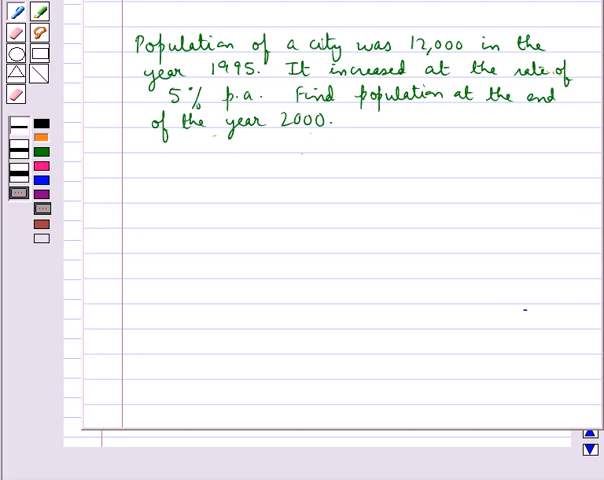 Population of a city was 12,000 in the
year 1995. It increased at the rate of
5% p.a. Find population at the end
of the year 2000.